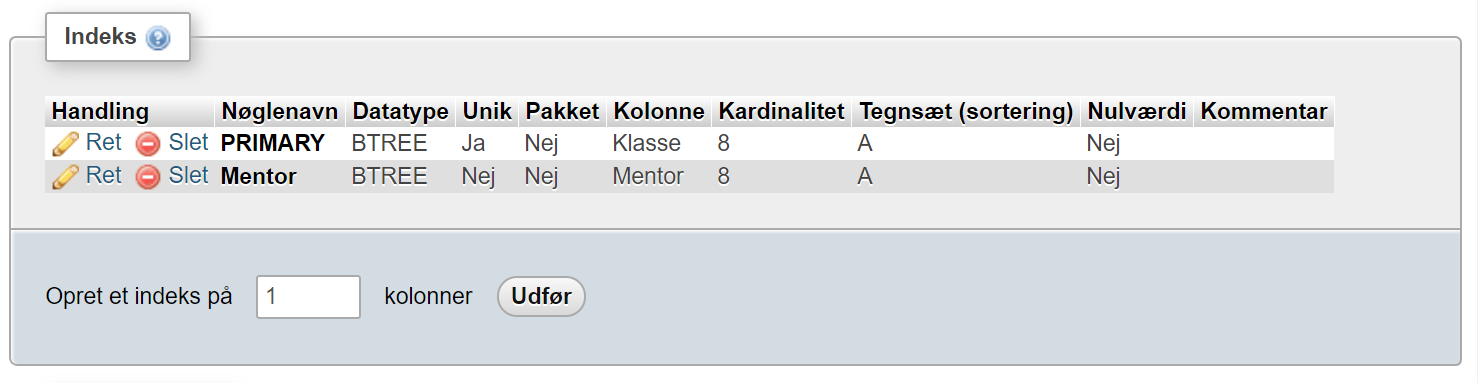 Indeks
Handling Nøglenavn Datatype Unik Pakket Kolonne Kardinalitet Tegnsæt (sortering) Nulværdi Kommentar
Ret Slet PRIMARY BTREE Ja Nej Klasse 8 A Nej
Ret Slet Mentor BTREE Nej Nej Mentor 8 A Nej
Opret et indeks på 1 kolonner Udfør